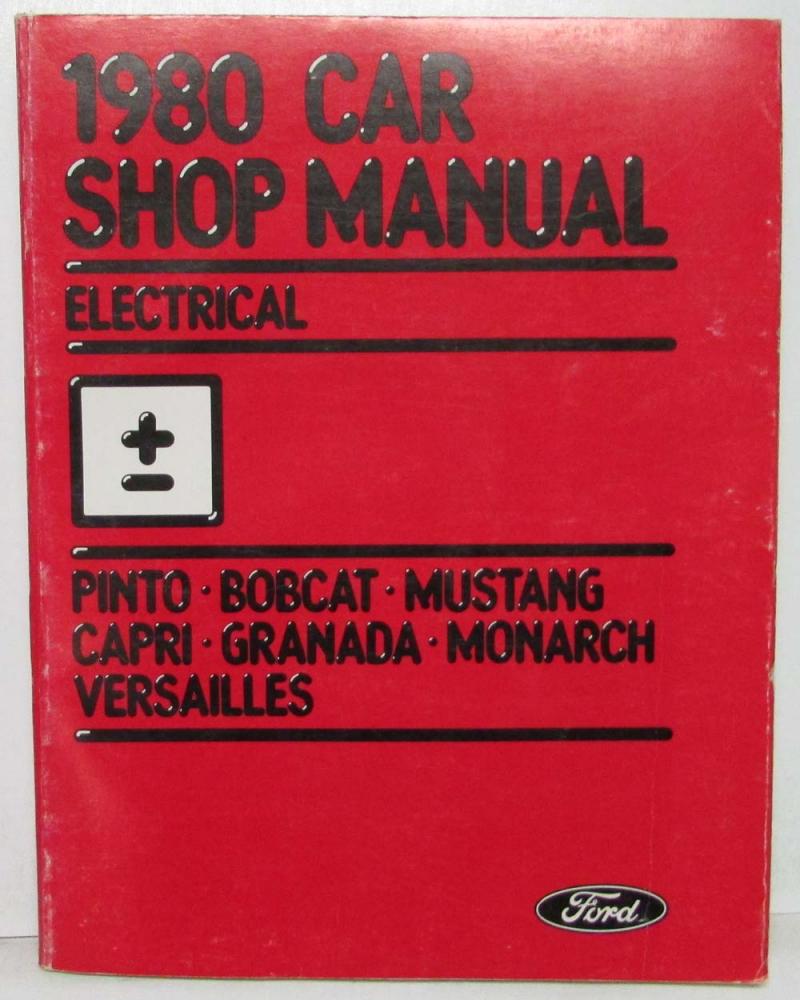 1980 CAR
SHOP MANUAL
ELECTRICAL
±
PINTO · BOBCAT · MUSTANG
CAPRI · GRANADA · MONARCH
VERSAILLES
Ford